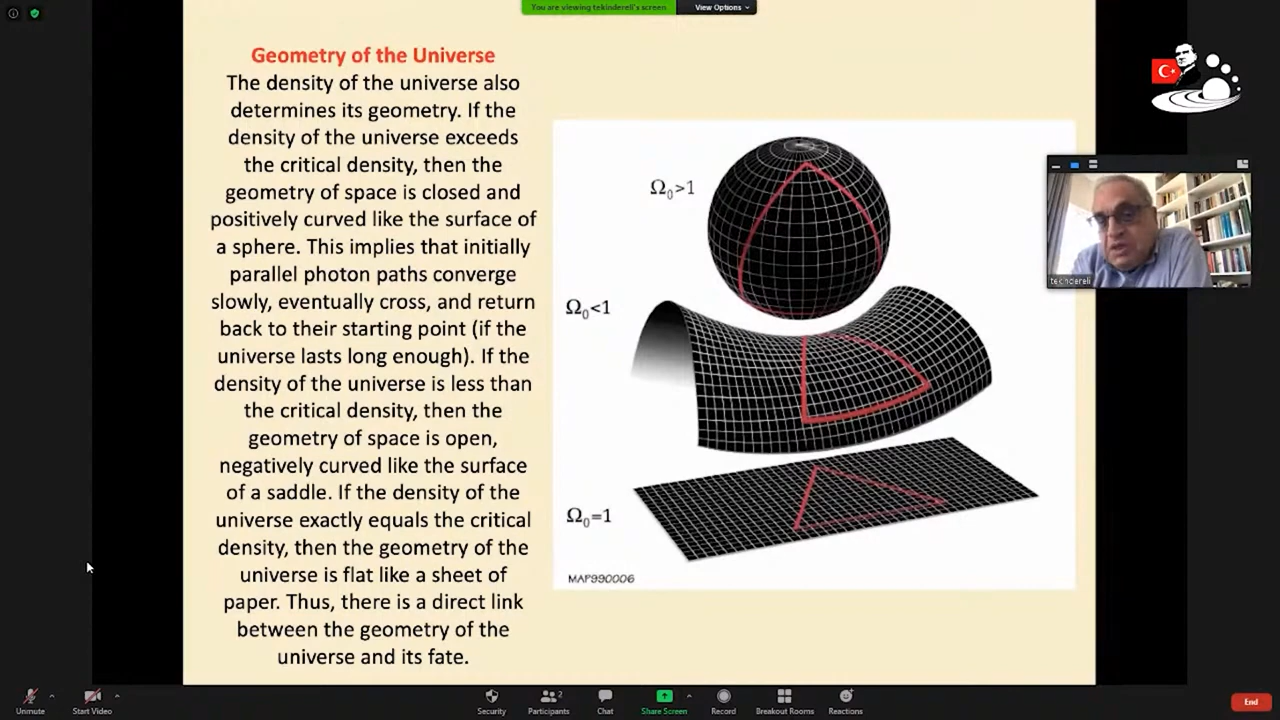 You are viewing tekindereli's screen
View Options
Geometry of the Universe
The density of the universe also
determines its geometry. If the
density of the universe exceeds
the critical density, then the
geometry of space is closed and
positively curved like the surface of
a sphere. This implies that initially
parallel photon paths converge
slowly, eventually cross, and return
back to their starting point (if the
universe lasts long enough). If the
density of the universe is less than
the critical density, then the
geometry of space is open,
negatively curved like the surface
of a saddle. If the density of the
universe exactly equals the critical
density, then the geometry of the
universe is flat like a sheet of
paper. Thus, there is a direct link
between the geometry of the
universe and its fate.
Ω₀>1
Ω₀<1
Ω₀=1
MAP990006
Unmute
Start Video
Security
Participants 2
Chat
Share Screen
Record
Breakout Rooms
Reactions
End